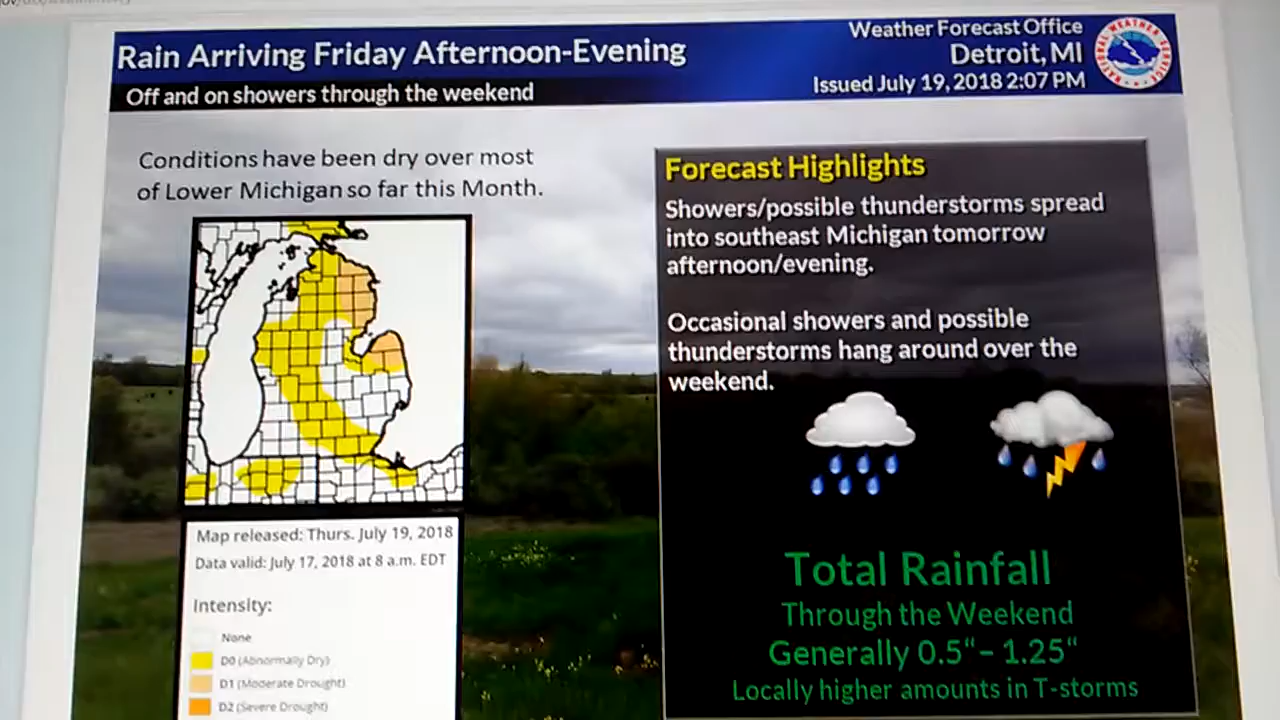 Rain Arriving Friday Afternoon-Evening
Off and on showers through the weekend
Weather Forecast Office
Detroit, MI
Issued July 19, 2018 2:07 PM
NATIONAL WEATHER SERVICE
Conditions have been dry over most
of Lower Michigan so far this Month.
Map released: Thurs. July 19, 2018
Data valid: July 17, 2018 at 8 a.m. EDT
Intensity:
None
D0 (Abnormally Dry)
D1 (Moderate Drought)
D2 (Severe Drought)
Forecast Highlights
Showers/possible thunderstorms spread
into southeast Michigan tomorrow
afternoon/evening.
Occasional showers and possible
thunderstorms hang around over the
weekend.
Total Rainfall
Through the Weekend
Generally 0.5“ – 1.25“
Locally higher amounts in T-storms